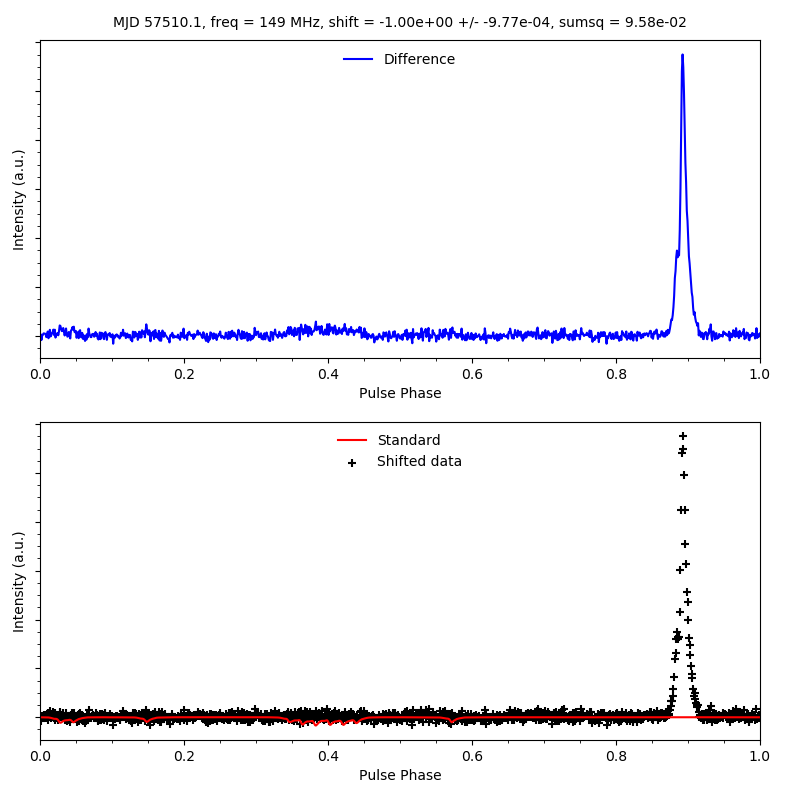 MJD 57510.1, freq = 149 MHz, shift = -1.00e+00 +/- -9.77e-04, sumsq = 9.58e-02
Difference
Intensity (a.u.)
0.0 0.2 0.4 0.6 0.8 1.0
Pulse Phase
Standard
Shifted data
Intensity (a.u.)
0.0 0.2 0.4 0.6 0.8 1.0
Pulse Phase